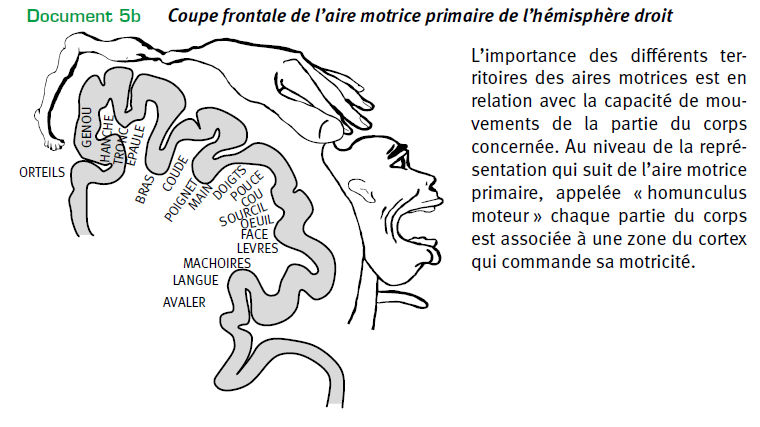 Document 5b Coupe frontale de l'aire motrice primaire de l'hémisphère droit
L'importance des différents ter-
ritoires des aires motrices est en
relation avec la capacité de mou-
vements de la partie du corps
concernée. Au niveau de la repré-
sentation qui suit de l'aire motrice
primaire, appelée « homunculus
moteur » chaque partie du corps
est associée à une zone du cortex
qui commande sa motricité.
ORTEILS
GENOU
HANCHE
TRONC
EPAULE
BRAS
COUDE
POIGNET
MAIN
DOIGTS
POUCE
COU
SOURCIL
OEUIL
FACE
LEVRES
MACHOIRES
LANGUE
AVALER